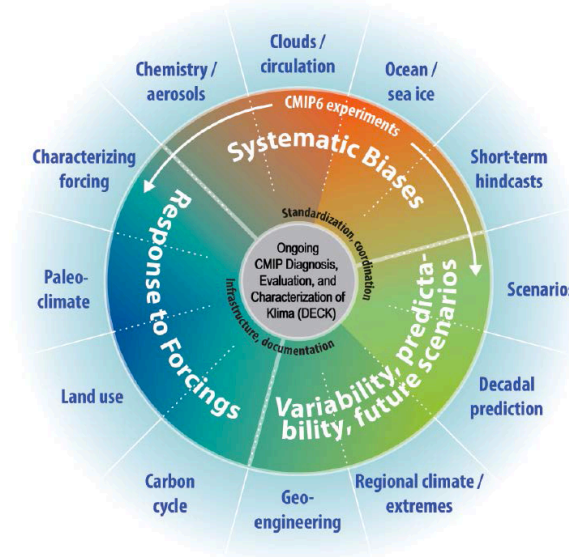 Clouds /
circulation
Ocean /
sea ice
Short-term
hindcasts
Scenarios
Decadal
prediction
Regional climate /
extremes
Geo-
engineering
Carbon
cycle
Land use
Paleo-
climate
Characterizing
forcing
Chemistry /
aerosols
CMIP6 experiments
Systematic Biases
Variability, predicta-
bility, future scenarios
Response to Forcings
Standardization, coordination
Infrastructure, documentation
Ongoing
CMIP Diagnosis,
Evaluation, and
Characterization of
Klima (DECK)